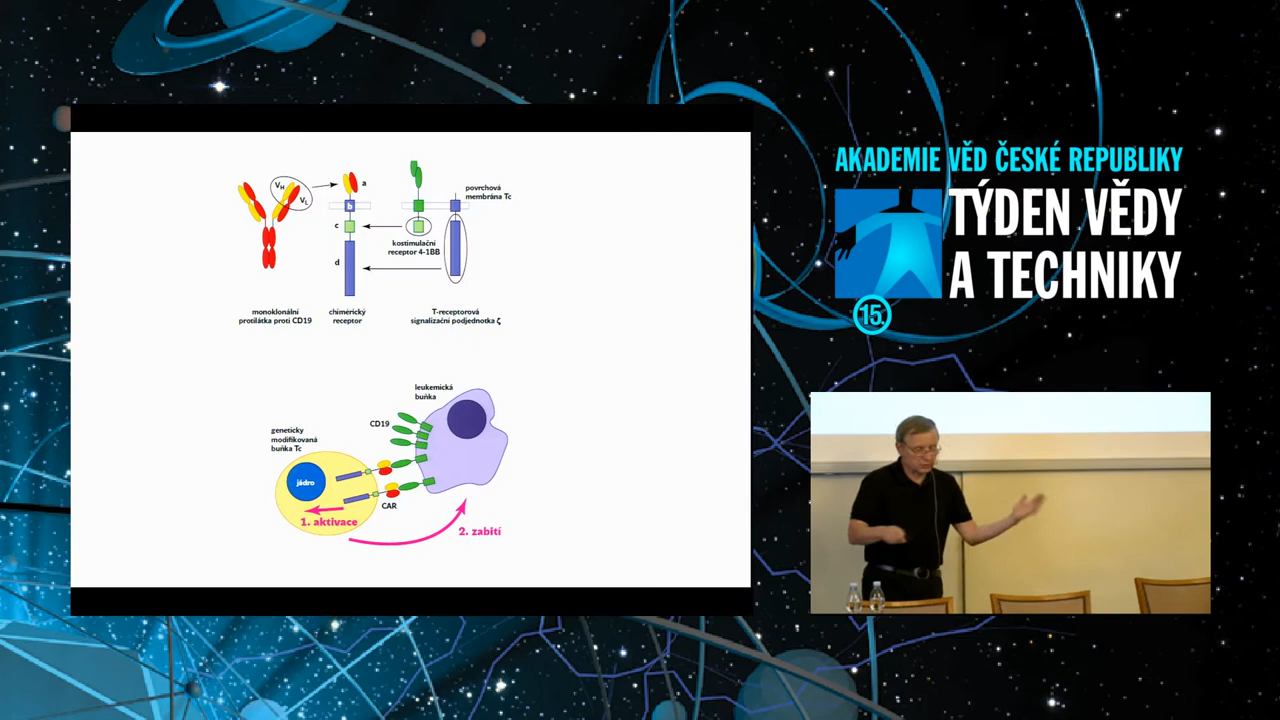 AKADEMIE VĚD ČESKÉ REPUBLIKY
TÝDEN VĚDY
A TECHNIKY
15.
VH
VL
a
b
c
d
povrchová
membrána Tc
kostimulační
receptor 4-1BB
monoklonální
protilátka proti CD19
chimérický
receptor
T-receptorová
signalizační podjednotka ζ
leukemická
buňka
CD19
geneticky
modifikovaná
buňka Tc
jádro
CAR
1. aktivace
2. zabití